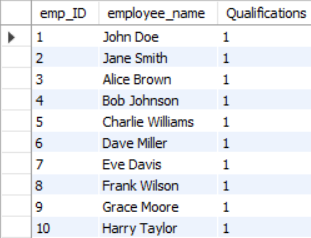 emp_ID employee_name Qualifications
1 John Doe 1
2 Jane Smith 1
3 Alice Brown 1
4 Bob Johnson 1
5 Charlie Williams 1
6 Dave Miller 1
7 Eve Davis 1
8 Frank Wilson 1
9 Grace Moore 1
10 Harry Taylor 1